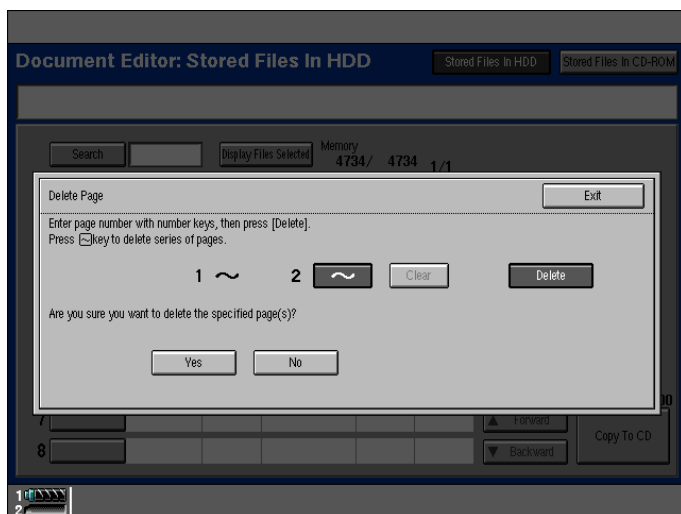 Document Editor: Stored Files In HDD
Stored Files In HDD
Stored Files In CD-ROM
Search
Display Files Selected
Memory
4734/ 4734 1/1
Delete Page
Exit
Enter page number with number keys, then press [Delete].
Press ~key to delete series of pages.
1 ~ 2 ~ Clear Delete
Are you sure you want to delete the specified page(s)?
Yes No
7
▲ Forward
Copy To CD
8
▼ Backward
1
2